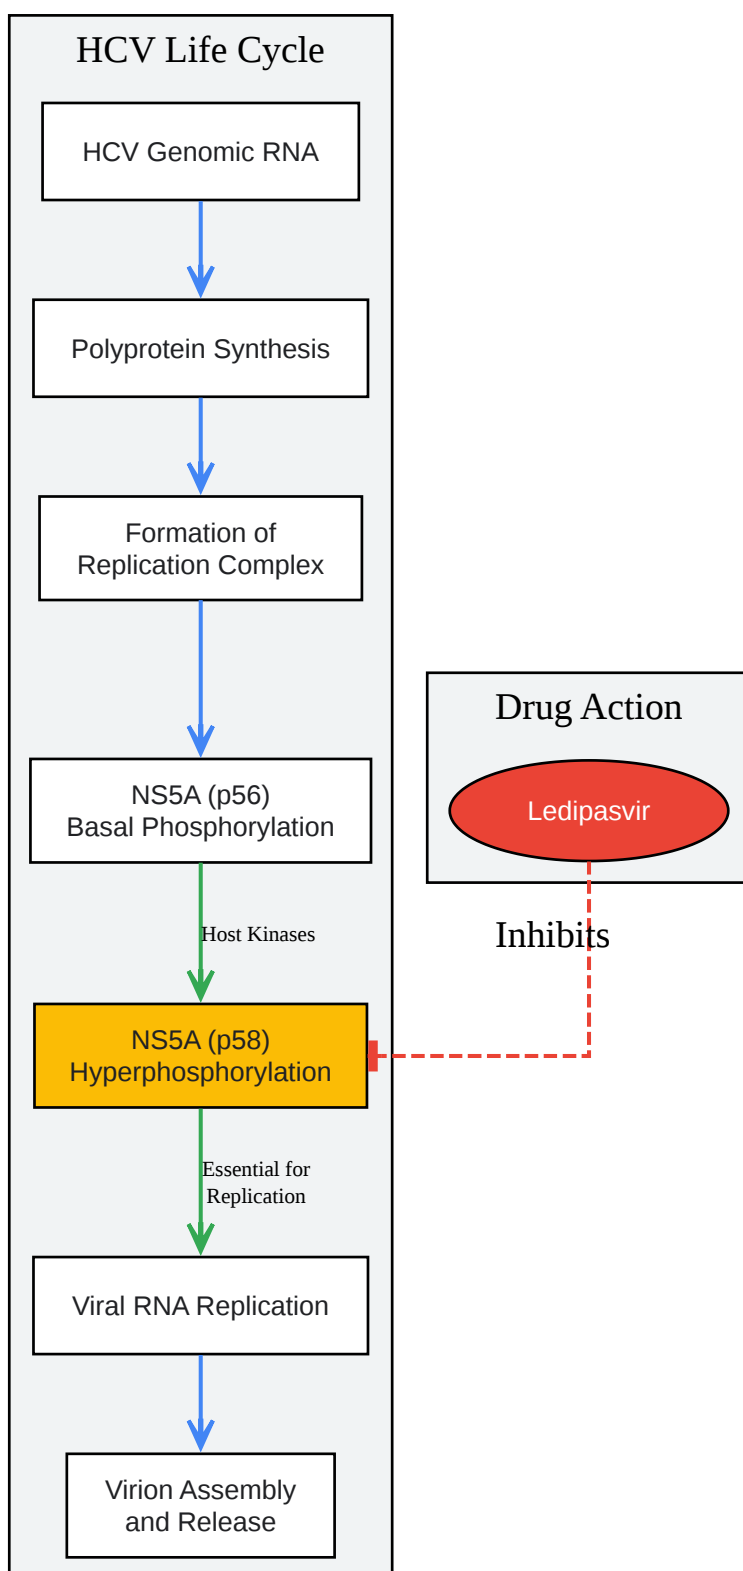 HCV Life Cycle
HCV Genomic RNA
Polyprotein Synthesis
Formation of
Replication Complex
Drug Action
Ledipasvir
NS5A (p56)
Basal Phosphorylation
Host Kinases
Inhibits
NS5A (p58)
Hyperphosphorylation
Essential for
Replication
Viral RNA Replication
Virion Assembly
and Release